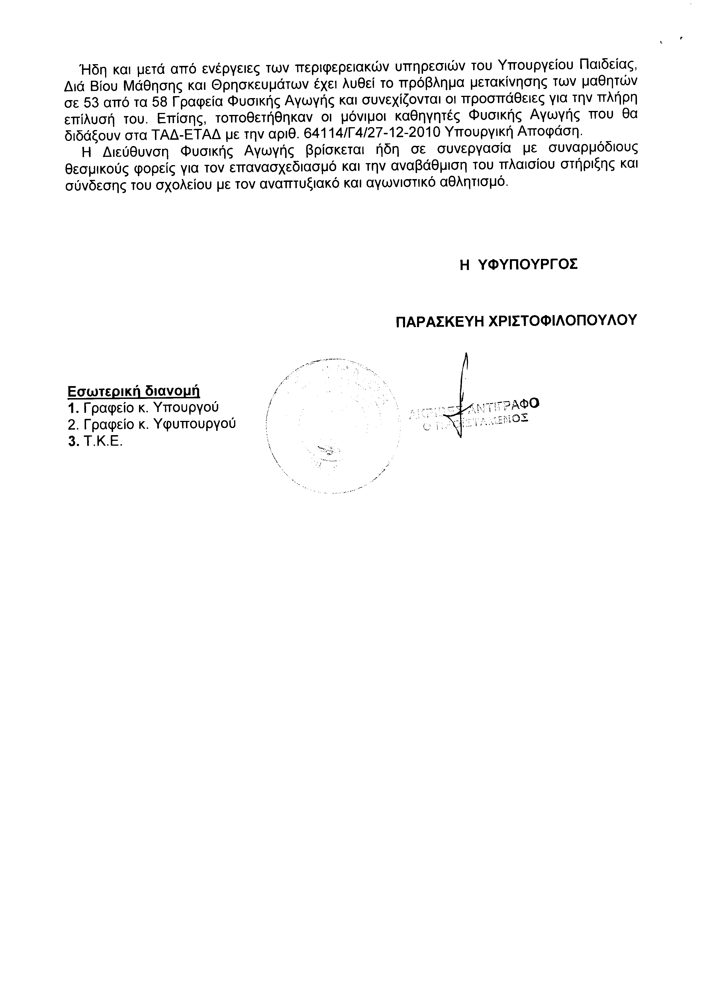 Ήδη και μετά από ενέργειες των περιφερειακών υπηρεσιών του Υπουργείου Παιδείας,
Διά Βίου Μάθησης και Θρησκευμάτων έχει λυθεί το πρόβλημα μετακίνησης των μαθητών
σε 53 από τα 58 Γραφεία Φυσικής Αγωγής και συνεχίζονται οι προσπάθειες για την πλήρη
επίλυσή του. Επίσης, τοποθετήθηκαν οι μόνιμοι καθηγητές Φυσικής Αγωγής που θα
διδάξουν στα ΤΑΔ-ΕΤΑΔ με την αριθ. 64114/Γ4/27-12-2010 Υπουργική Αποφάση.
Η Διεύθυνση Φυσικής Αγωγής βρίσκεται ήδη σε συνεργασία με συναρμόδιους
θεσμικούς φορείς για τον επανασχεδιασμό και την αναβάθμιση του πλαισίου στήριξης και
σύνδεσης του σχολείου με τον αναπτυξιακό και αγωνιστικό αθλητισμό.
Η ΥΦΥΠΟΥΡΓΟΣ
ΠΑΡΑΣΚΕΥΗ ΧΡΙΣΤΟΦΙΛΟΠΟΥΛΟΥ
Εσωτερική διανομή
1. Γραφείο κ. Υπουργού
2. Γραφείο κ. Υφυπουργού
3. Τ.Κ.Ε.
ΑΚΡΙΒΕΣ ΑΝΤΙΓΡΑΦΟ
Ο ΠΡΟΪΣΤΑΜΕΝΟΣ